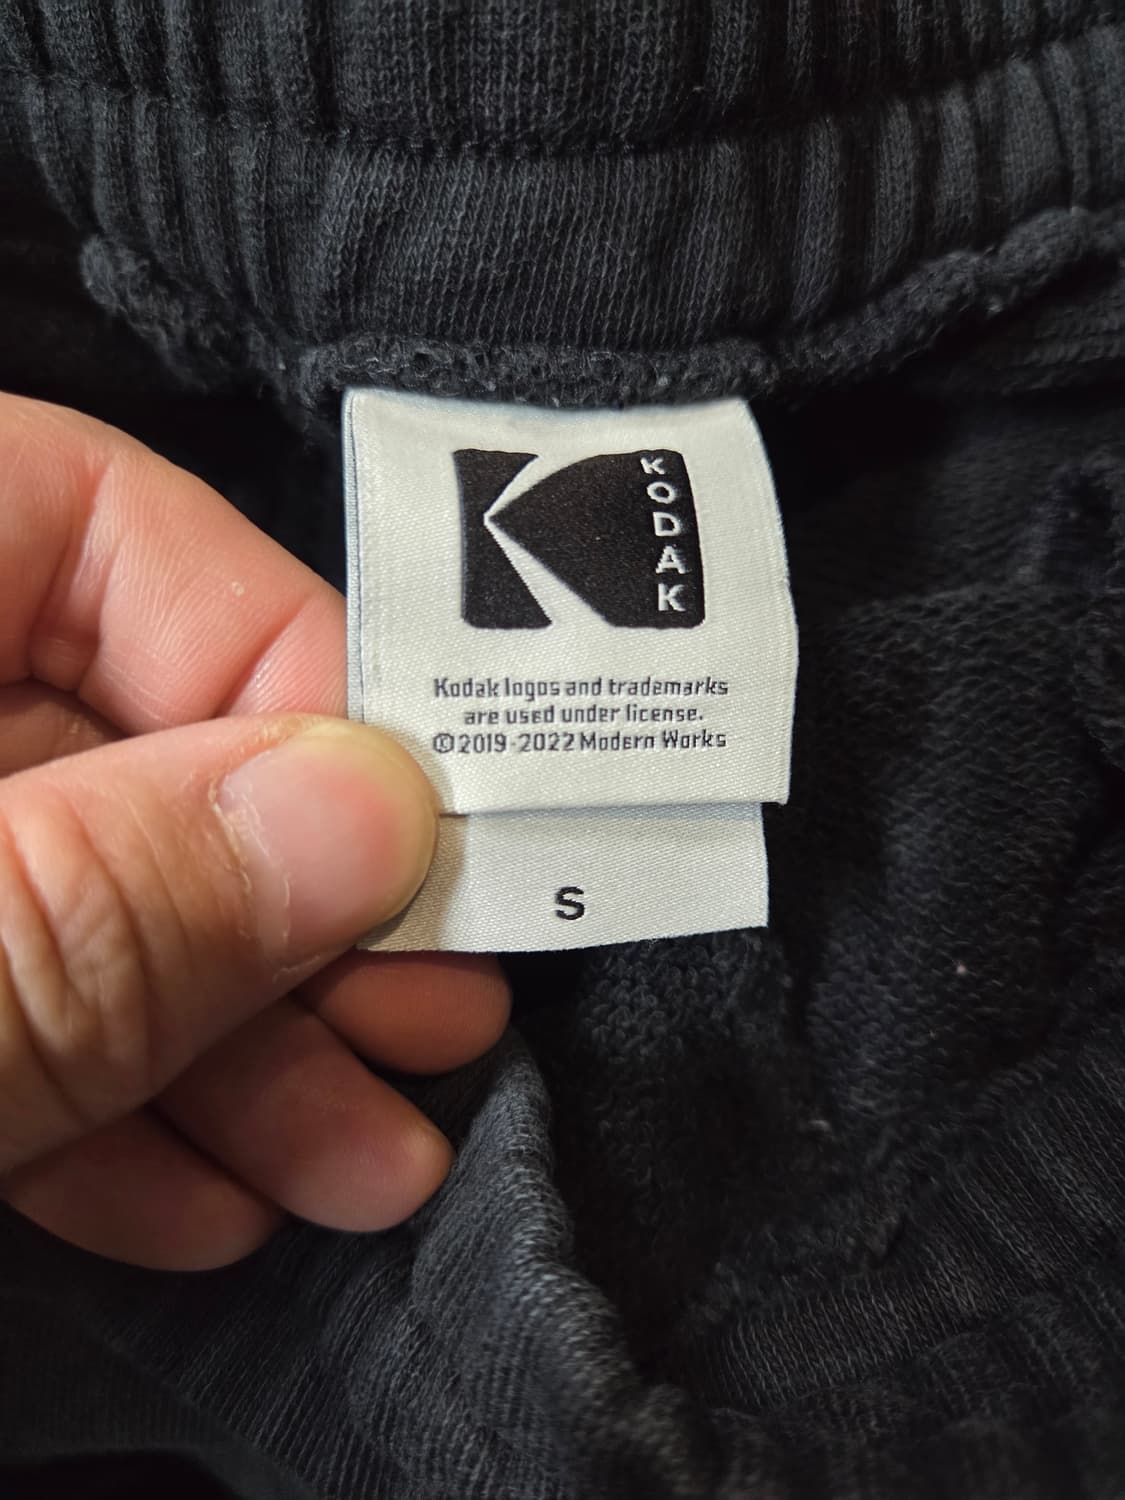 KODAK
Kodak logos and trademarks
are used under license.
©2019-2022 Modern Works
S